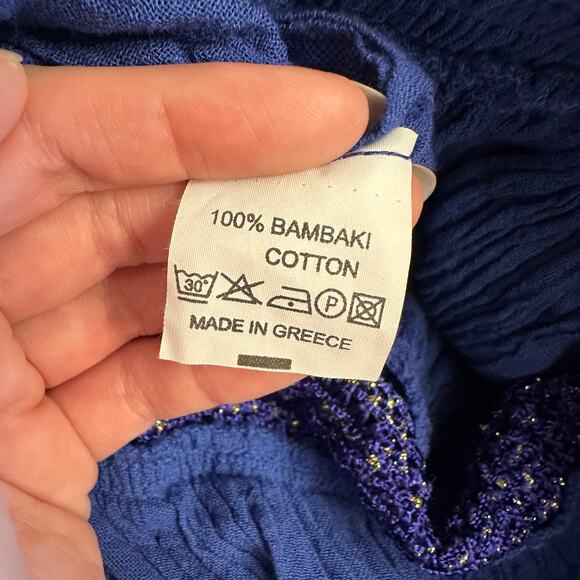 100% BAMBAKI
COTTON
30°
P
MADE IN GREECE